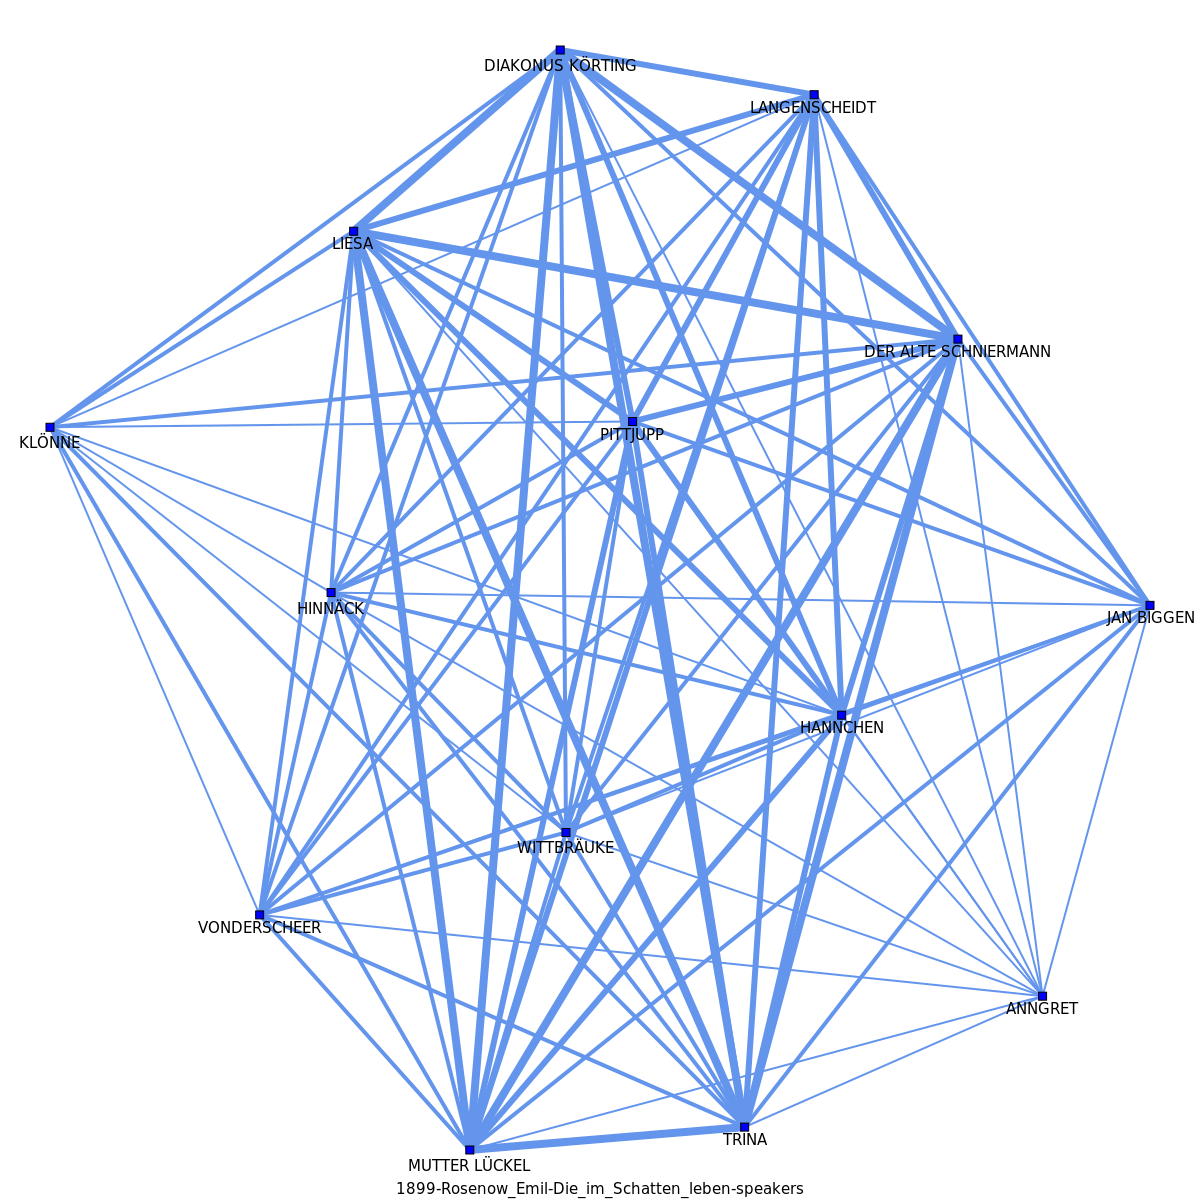 DIAKONUS KÖRTING
LANGENSCHEIDT
LIESA
DER ALTE SCHNIERMANN
PITTJUPP
KLÖNNE
HINNÄCK
JAN BIGGEN
HANNCHEN
WITTBRÄUKE
VONDERSCHEER
ANNGRET
TRINA
MUTTER LÜCKEL
1899-Rosenow_Emil-Die_im_Schatten_leben-speakers